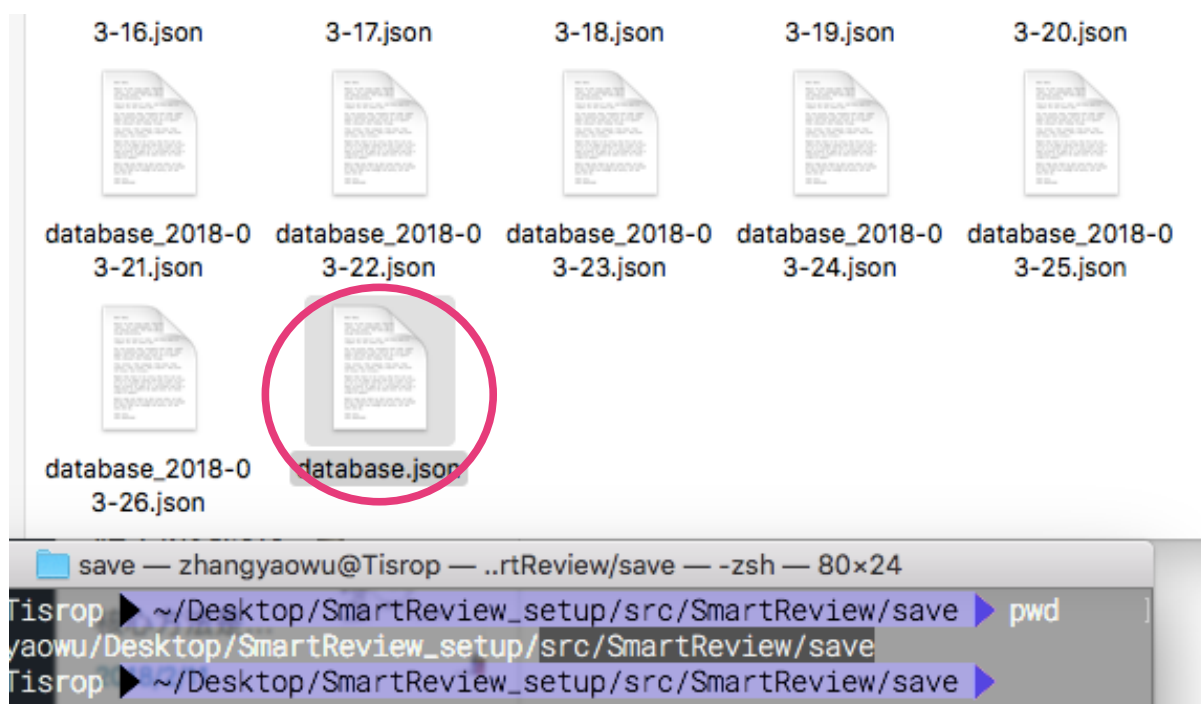 3-16.json 3-17.json 3-18.json 3-19.json 3-20.json
database_2018-0 database_2018-0 database_2018-0 database_2018-0 database_2018-0
3-21.json 3-22.json 3-23.json 3-24.json 3-25.json
database_2018-0 database.json
3-26.json
save — zhangyaowu@Tisrop — ..rtReview/save — -zsh — 80×24
Tisrop ~/Desktop/SmartReview_setup/src/SmartReview/save pwd ]
yaowu/Desktop/SmartReview_setup/src/SmartReview/save
Tisrop ~/Desktop/SmartReview_setup/src/SmartReview/save